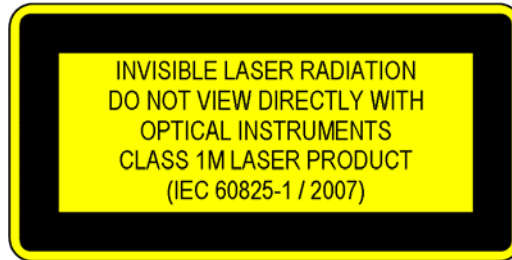 INVISIBLE LASER RADIATION
DO NOT VIEW DIRECTLY WITH
OPTICAL INSTRUMENTS
CLASS 1M LASER PRODUCT
(IEC 60825-1 / 2007)